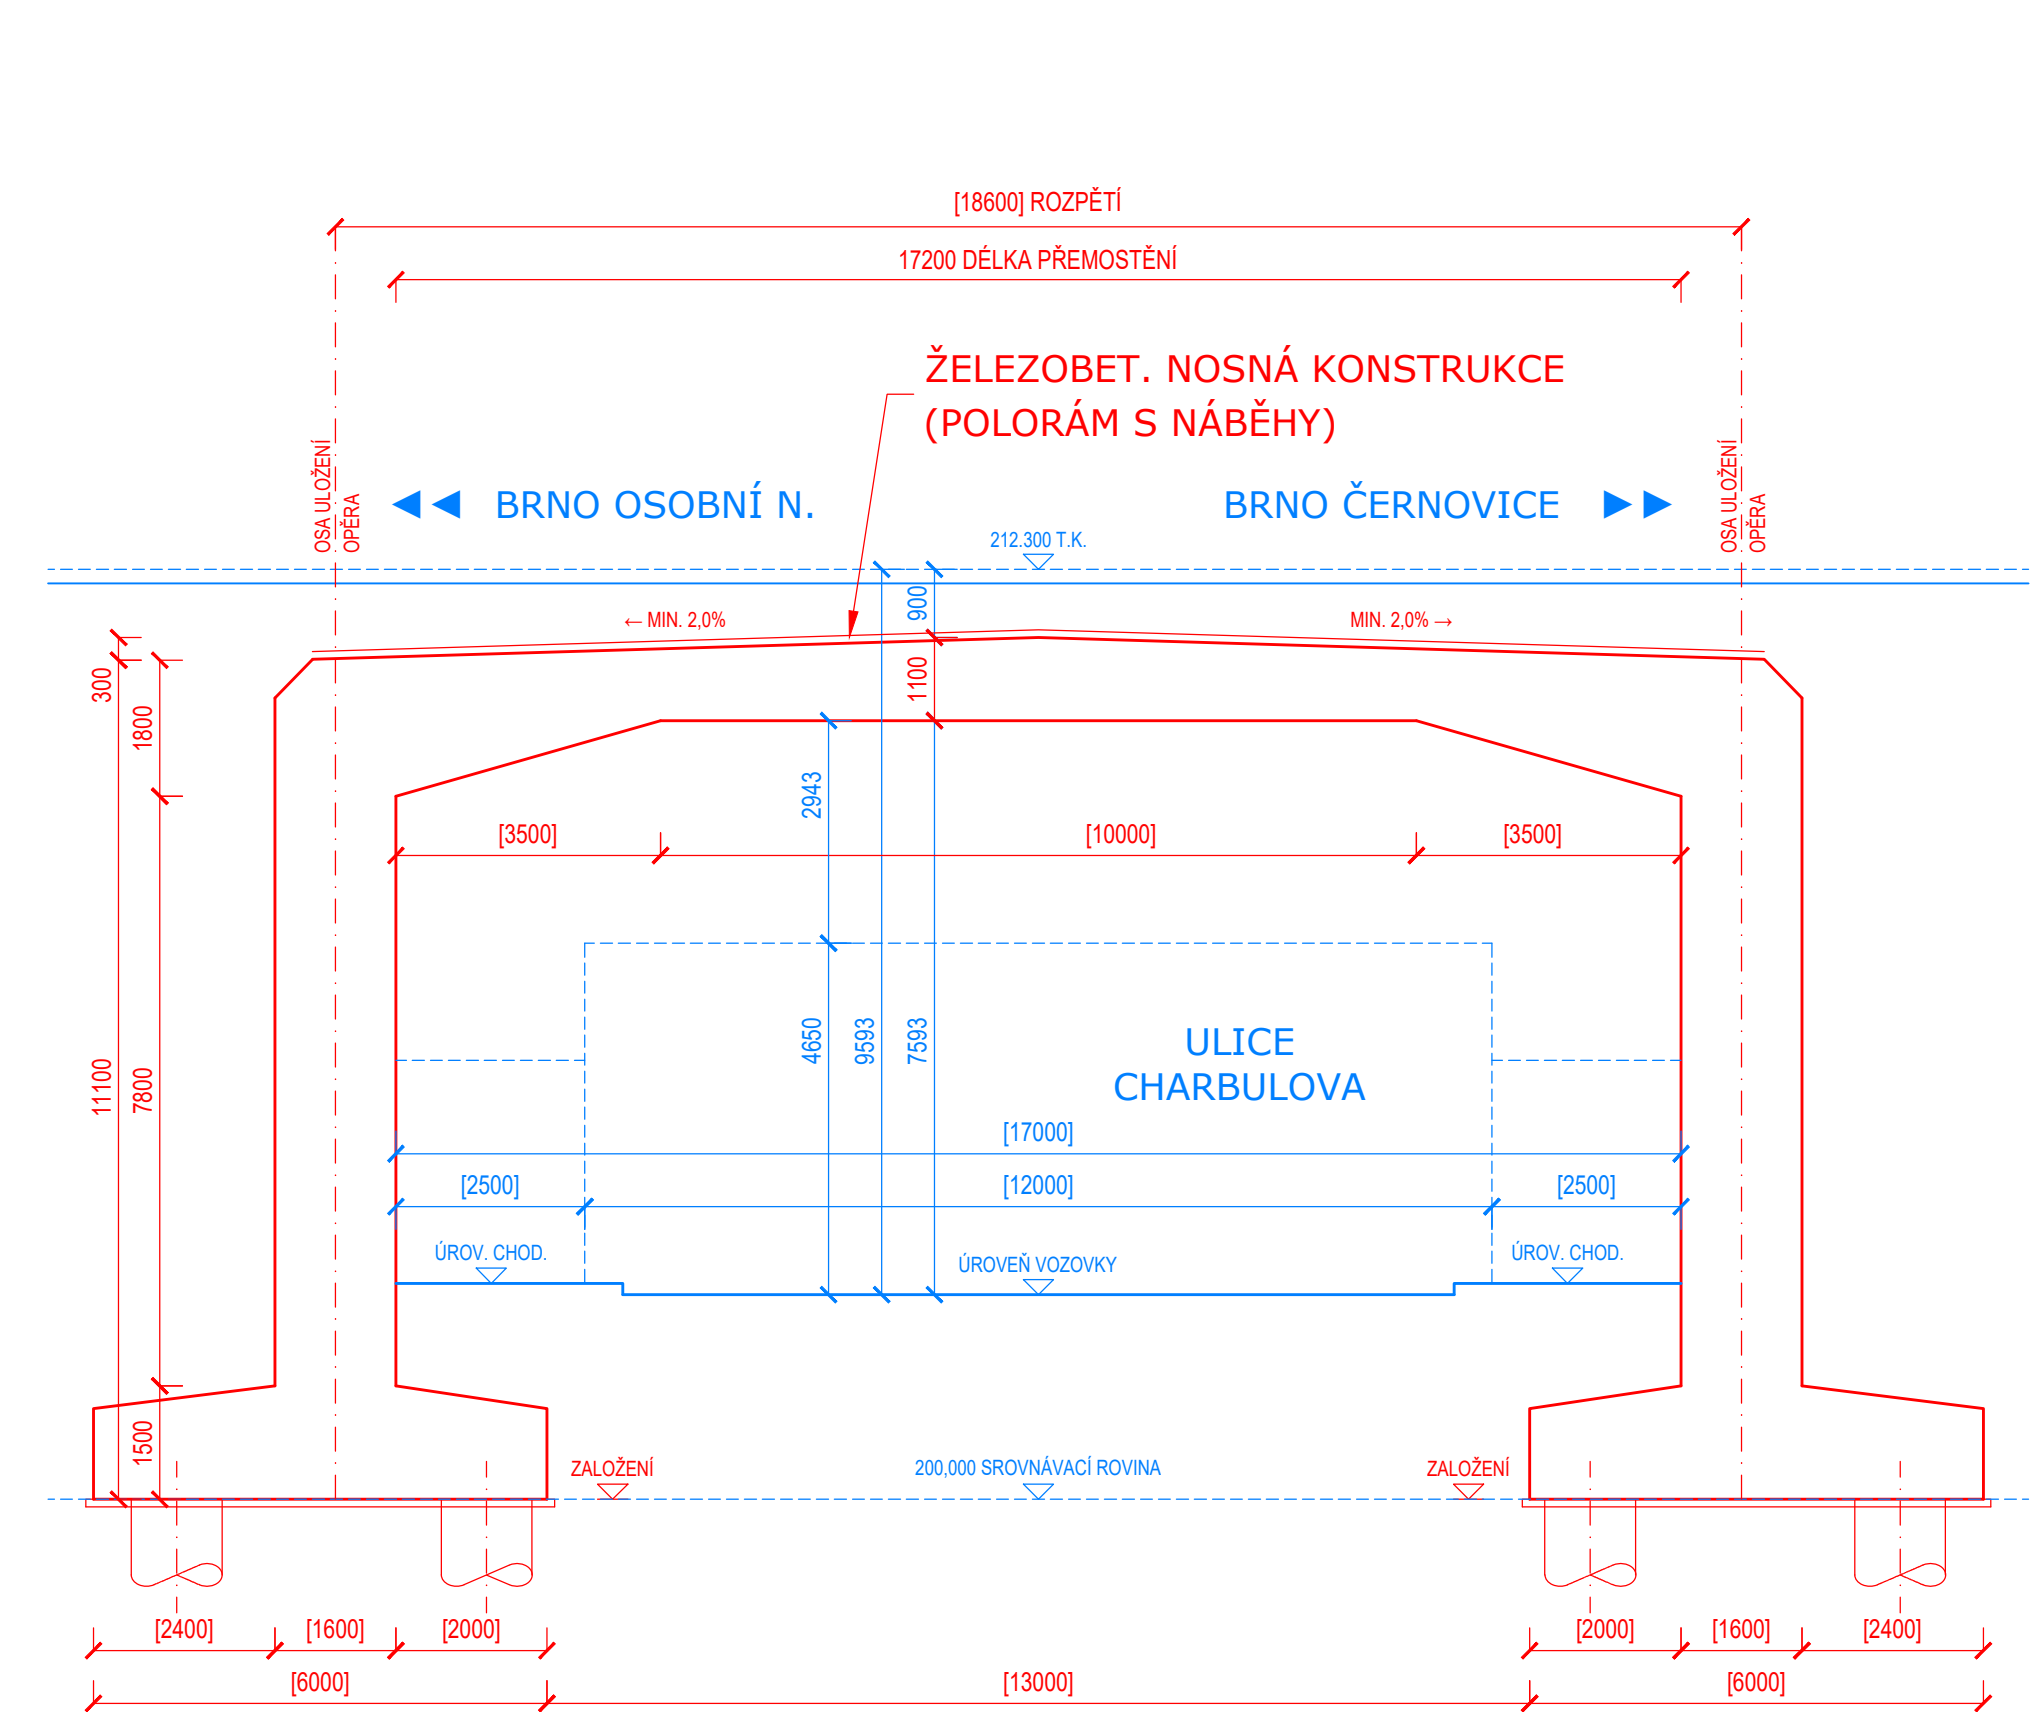 [18600] ROZPĚTÍ
17200 DÉLKA PŘEMOSTĚNÍ
ŽELEZOBET. NOSNÁ KONSTRUKCE
(POLORÁM S NÁBĚHY)
OSA ULOŽENÍ
OPĚRA
◄◄ BRNO OSOBNÍ N.
BRNO ČERNOVICE ►►
OSA ULOŽENÍ
OPĚRA
212.300 T.K.
900
← MIN. 2,0%
MIN. 2,0% →
300
1800
1100
2943
[3500]
[10000]
[3500]
11100
7800
4650
9593
7593
ULICE
CHARBULOVA
[17000]
[2500]
[12000]
[2500]
ÚROV. CHOD.
ÚROVEŇ VOZOVKY
ÚROV. CHOD.
1500
ZALOŽENÍ
200,000 SROVNÁVACÍ ROVINA
ZALOŽENÍ
[2400]
[1600]
[2000]
[2000]
[1600]
[2400]
[6000]
[13000]
[6000]